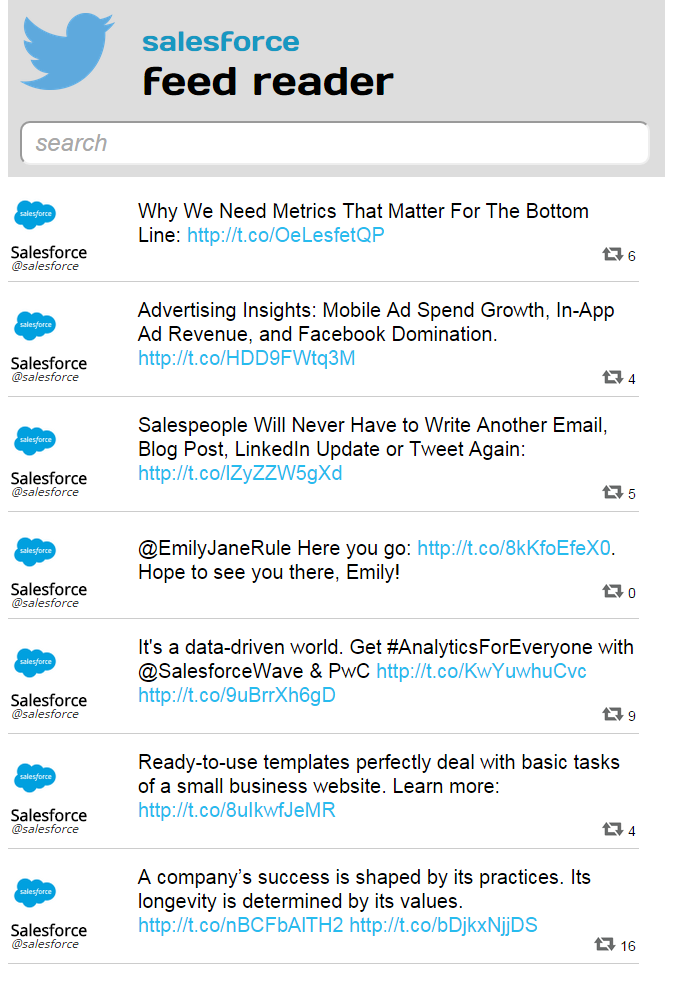 salesforce
feed reader
search
salesforce
Salesforce
@salesforce
Why We Need Metrics That Matter For The Bottom
Line: http://t.co/OeLesfetQP
6
salesforce
Salesforce
@salesforce
Advertising Insights: Mobile Ad Spend Growth, In-App
Ad Revenue, and Facebook Domination.
http://t.co/HDD9FWtq3M
4
salesforce
Salesforce
@salesforce
Salespeople Will Never Have to Write Another Email,
Blog Post, LinkedIn Update or Tweet Again:
http://t.co/lZyZZW5gXd
5
salesforce
Salesforce
@salesforce
@EmilyJaneRule Here you go: http://t.co/8kKfoEfeX0.
Hope to see you there, Emily!
0
salesforce
Salesforce
@salesforce
It's a data-driven world. Get #AnalyticsForEveryone with
@SalesforceWave & PwC http://t.co/KwYuwhuCvc
http://t.co/9uBrrXh6gD
9
salesforce
Salesforce
@salesforce
Ready-to-use templates perfectly deal with basic tasks
of a small business website. Learn more:
http://t.co/8uIkwfJeMR
4
salesforce
Salesforce
@salesforce
A company’s success is shaped by its practices. Its
longevity is determined by its values.
http://t.co/nBCFbAITH2 http://t.co/bDjkxNjjDS
16